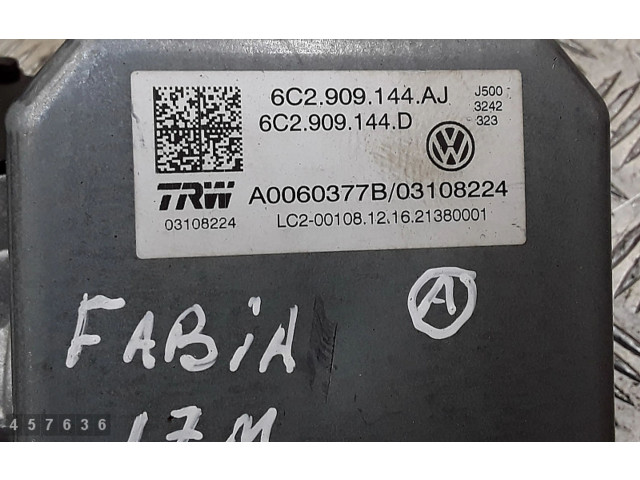 6C2.909.144.AJ J500
6C2.909.144.D 3242
323
TRW A0060377B/03108224
03108224 LC2-00108.12.16.21380001
A
FABIA
17M
457636